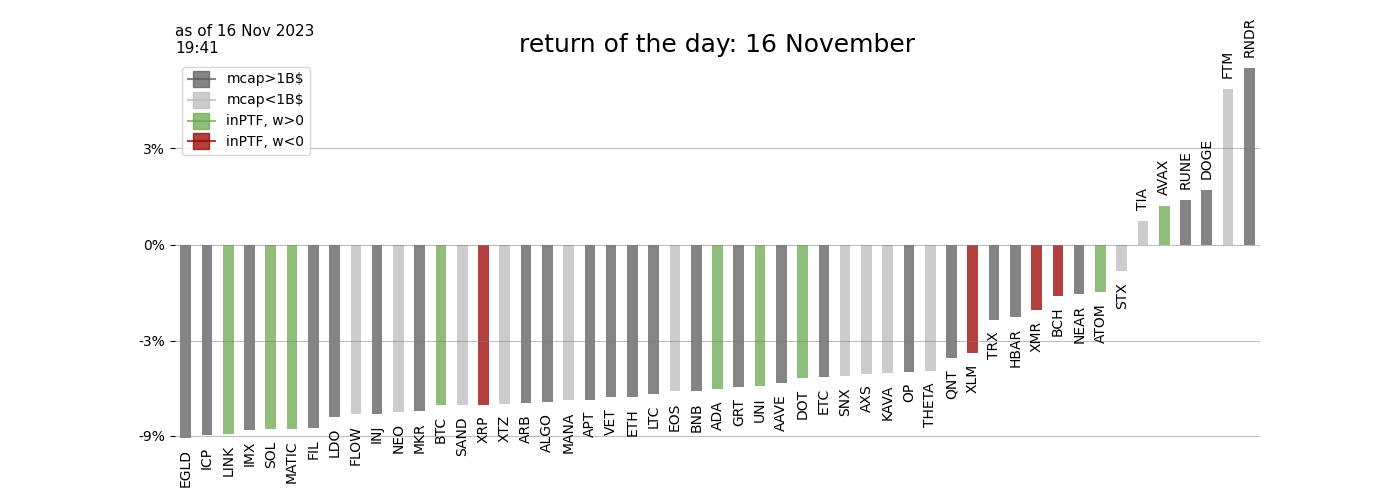 as of 16 Nov 2023
19:41
return of the day: 16 November
mcap>1B$
mcap<1B$
inPTF, w>0
inPTF, w<0
3%
0%
-3%
-9%
EGLD
ICP
LINK
IMX
SOL
MATIC
FIL
LDO
FLOW
INJ
NEO
MKR
BTC
SAND
XRP
XTZ
ARB
ALGO
MANA
APT
VET
ETH
LTC
EOS
BNB
ADA
GRT
UNI
AAVE
DOT
ETC
SNX
AXS
KAVA
OP
THETA
QNT
XLM
TRX
HBAR
XMR
BCH
NEAR
ATOM
STX
TIA
AVAX
RUNE
DOGE
FTM
RNDR